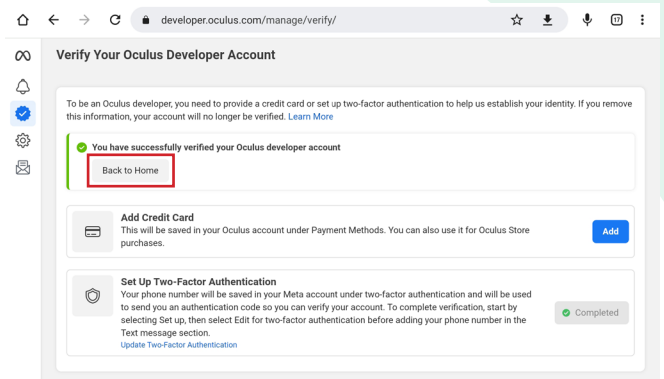 developer.oculus.com/manage/verify/
17
Verify Your Oculus Developer Account
To be an Oculus developer, you need to provide a credit card or set up two-factor authentication to help us establish your identity. If you remove
this information, your account will no longer be verified. Learn More
You have successfully verified your Oculus developer account
Back to Home
Add Credit Card
This will be saved in your Oculus account under Payment Methods. You can also use it for Oculus Store
purchases.
Add
Set Up Two-Factor Authentication
Your phone number will be saved in your Meta account under two-factor authentication and will be used
to send you an authentication code so you can verify your account. To complete verification, start by
selecting Set up, then select Edit for two-factor authentication before adding your phone number in the
Text message section.
Update Two-Factor Authentication
Completed